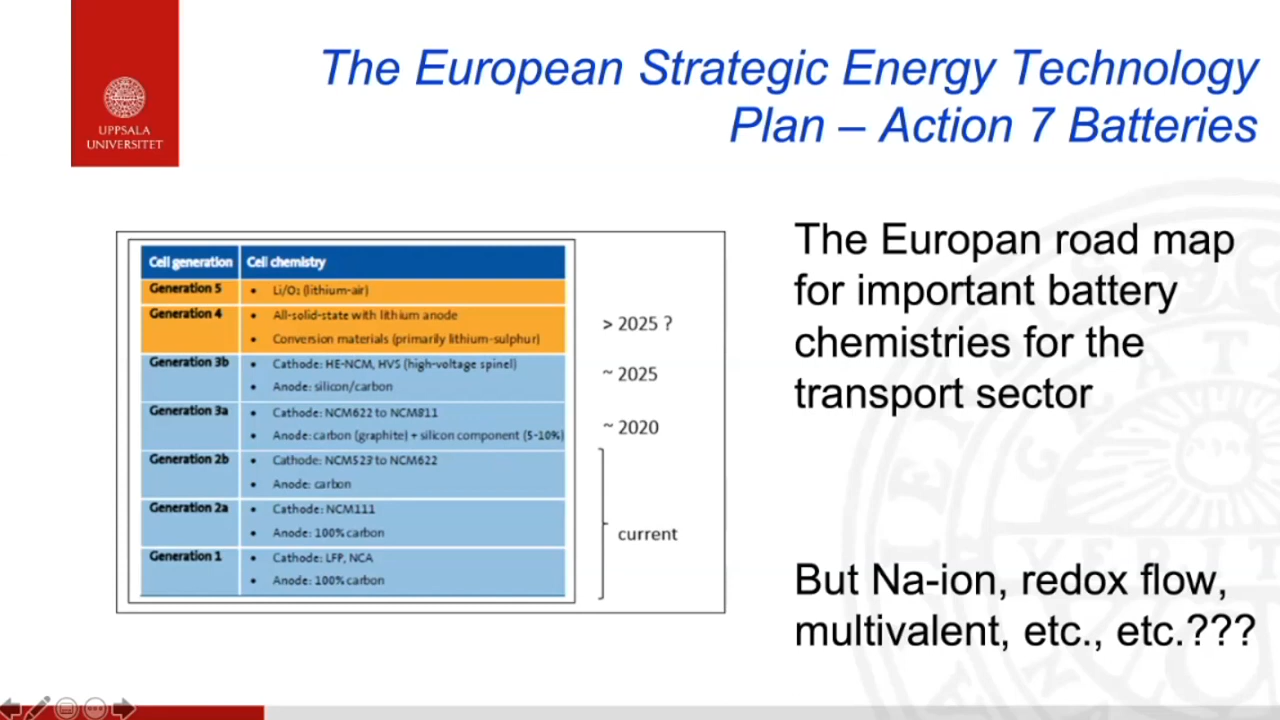 UPPSALA
UNIVERSITET
The European Strategic Energy Technology
Plan – Action 7 Batteries
Cell generation Cell chemistry
Generation 5 • Li/O₂ (lithium-air)
Generation 4 • All-solid-state with lithium anode
• Conversion materials (primarily lithium-sulphur)
> 2025 ?
Generation 3b • Cathode: HE-NCM, HVS (high-voltage spinel)
• Anode: silicon/carbon
~ 2025
Generation 3a • Cathode: NCM622 to NCM811
• Anode: carbon (graphite) + silicon component (5-10%)
~ 2020
Generation 2b • Cathode: NCM523 to NCM622
• Anode: carbon
Generation 2a • Cathode: NCM111
• Anode: 100% carbon
Generation 1 • Cathode: LFP, NCA
• Anode: 100% carbon
current
The Europan road map
for important battery
chemistries for the
transport sector
But Na-ion, redox flow,
multivalent, etc., etc.???